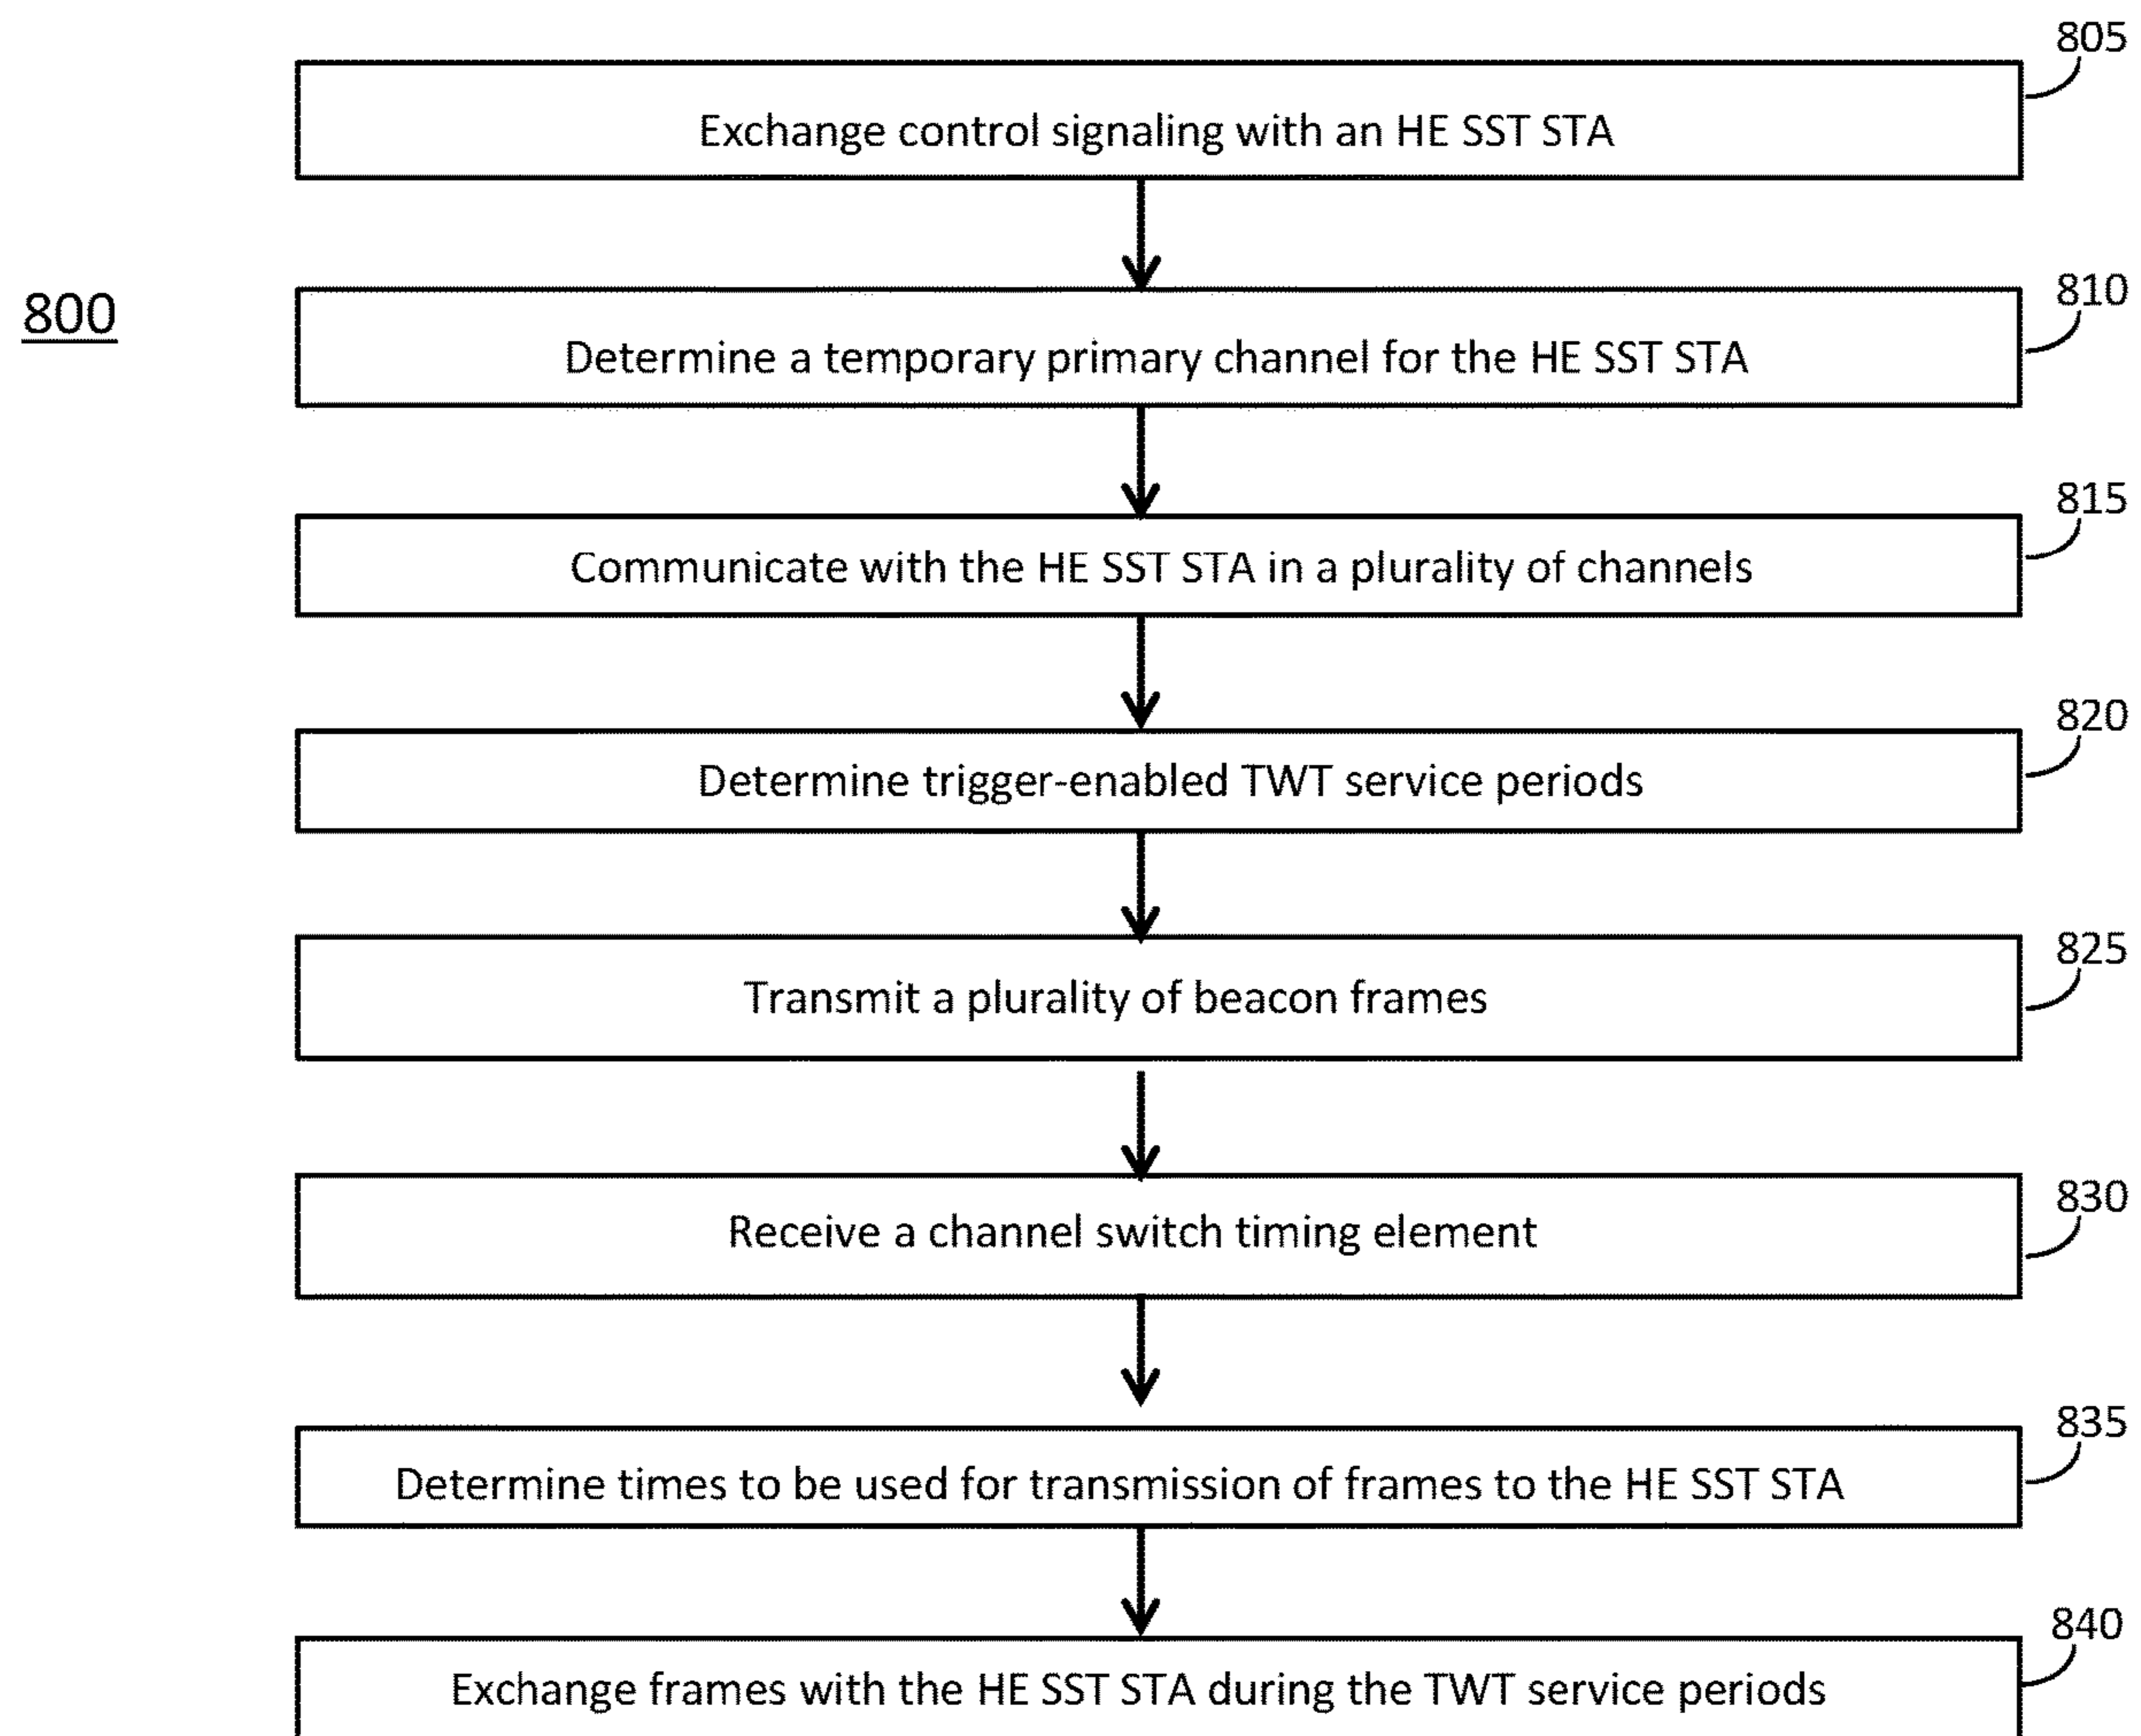 805
Exchange control signaling with an HE SST STA
800
810
Determine a temporary primary channel for the HE SST STA
815
Communicate with the HE SST STA in a plurality of channels
820
Determine trigger-enabled TWT service periods
825
Transmit a plurality of beacon frames
830
Receive a channel switch timing element
835
Determine times to be used for transmission of frames to the HE SST STA
840
Exchange frames with the HE SST STA during the TWT service periods